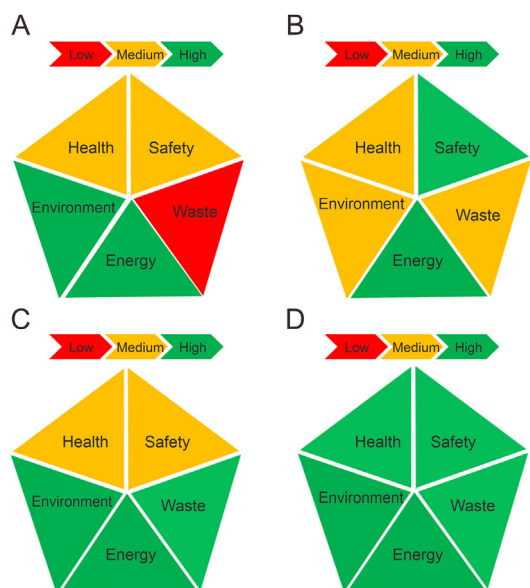 A
B
Low Medium High
Low Medium High
Health Safety
Health Safety
Environment Waste
Environment Waste
Energy
Energy
C
D
Low Medium High
Low Medium High
Health Safety
Health Safety
Environment Waste
Environment Waste
Energy
Energy